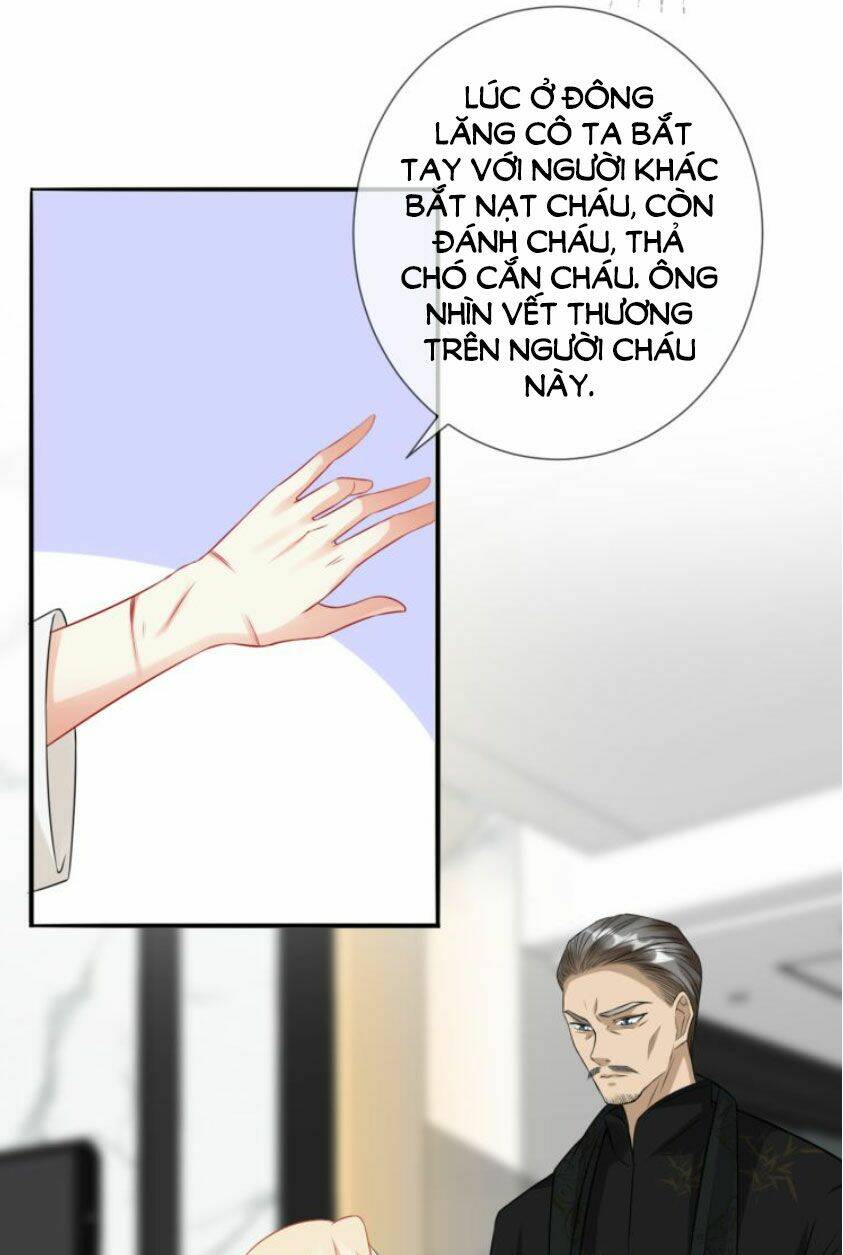 LÚC Ở ĐÔNG
LĂNG CÔ TA BẮT
TAY VỚI NGƯỜI KHÁC
BẮT NẠT CHÁU, CÒN
ĐÁNH CHÁU, THẢ
CHÓ CẮN CHÁU. ÔNG
NHÌN VẾT THƯƠNG
TRÊN NGƯỜI CHÁU
NÀY.